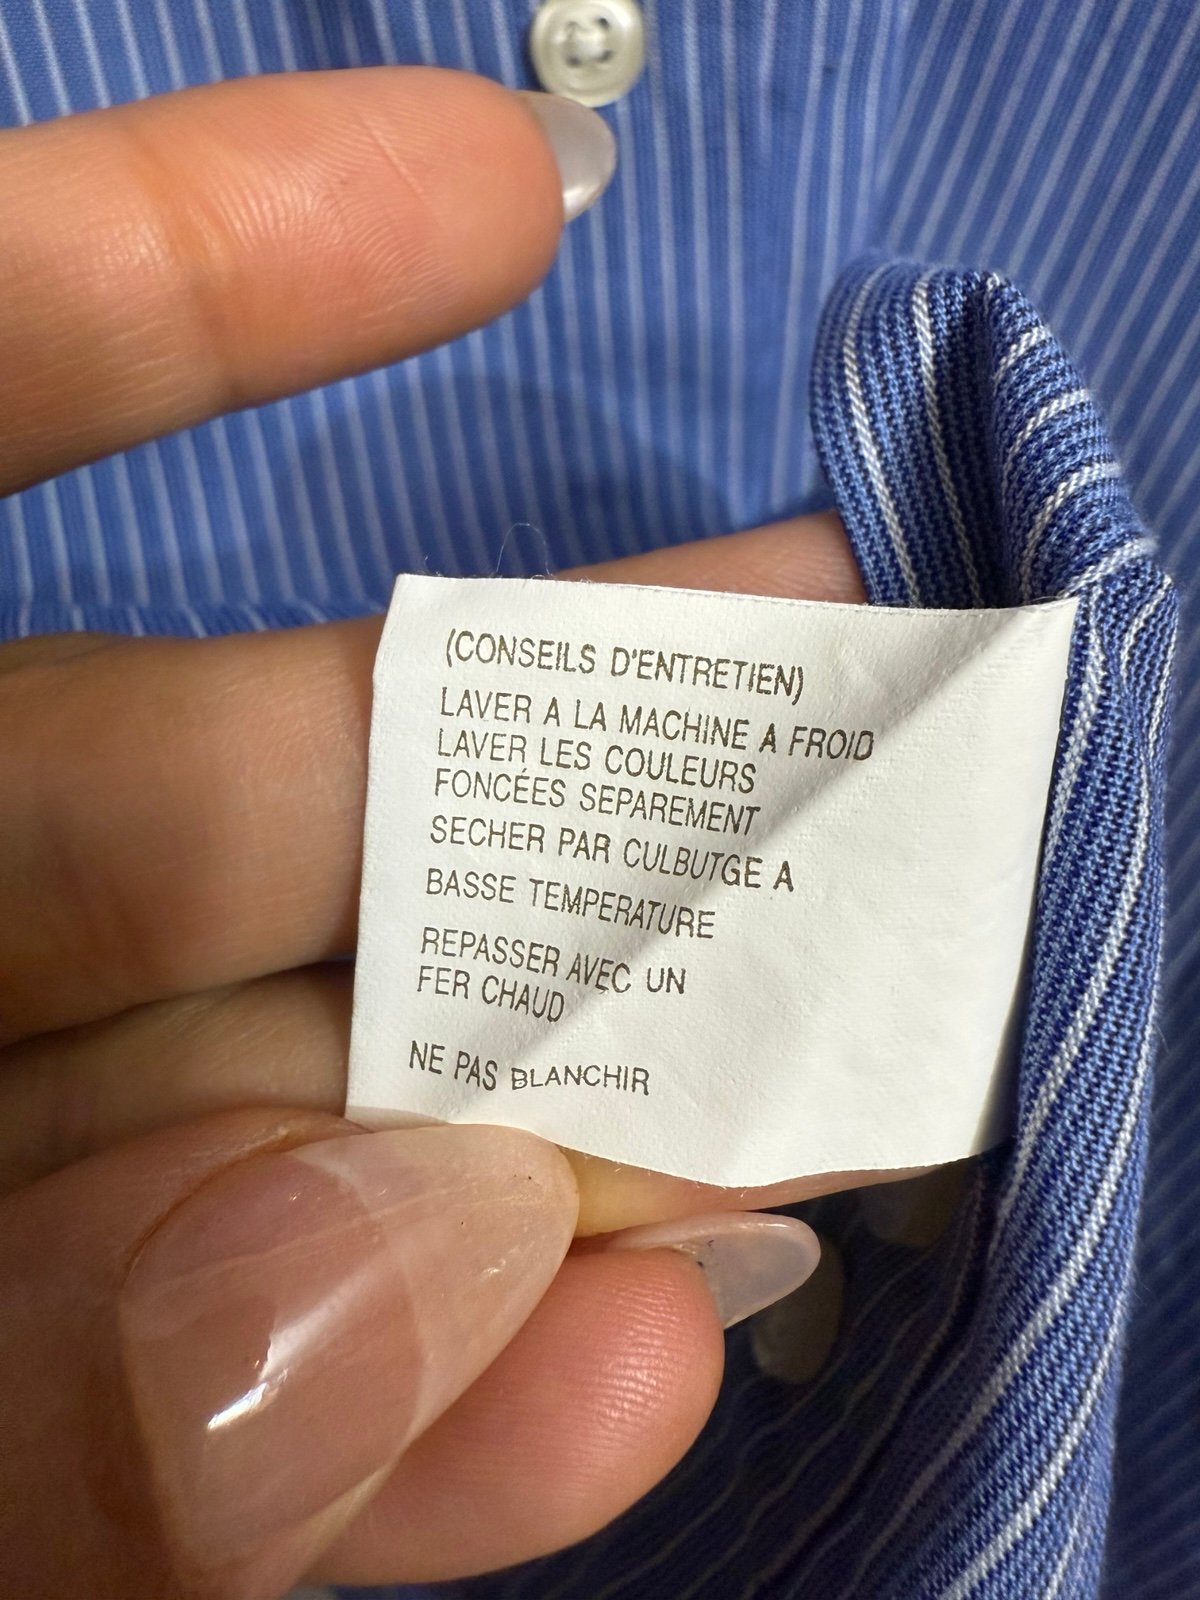 (CONSEILS D'ENTRETIEN)
LAVER A LA MACHINE A FROID
LAVER LES COULEURS
FONCÉES SEPAREMENT
SECHER PAR CULBUTGE A
BASSE TEMPERATURE
REPASSER AVEC UN
FER CHAUD
NE PAS BLANCHIR